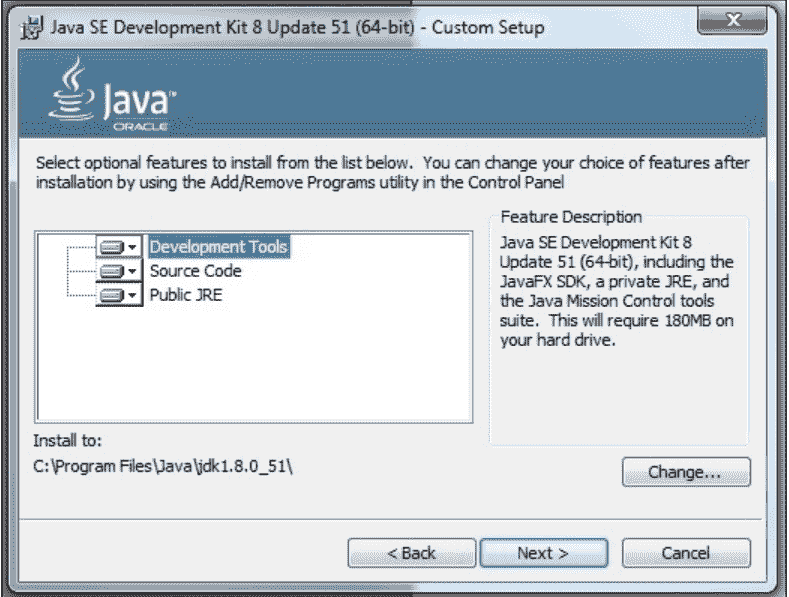 Java SE Development Kit 8 Update 51 (64-bit) - Custom Setup
Java™
ORACLE
Select optional features to install from the list below. You can change your choice of features after
installation by using the Add/Remove Programs utility in the Control Panel
Development Tools
Source Code
Public JRE
Feature Description
Java SE Development Kit 8
Update 51 (64-bit), including the
JavaFX SDK, a private JRE, and
the Java Mission Control tools
suite. This will require 180MB on
your hard drive.
Install to:
C:\Program Files\Java\jdk1.8.0_51\
Change...
< Back
Next >
Cancel